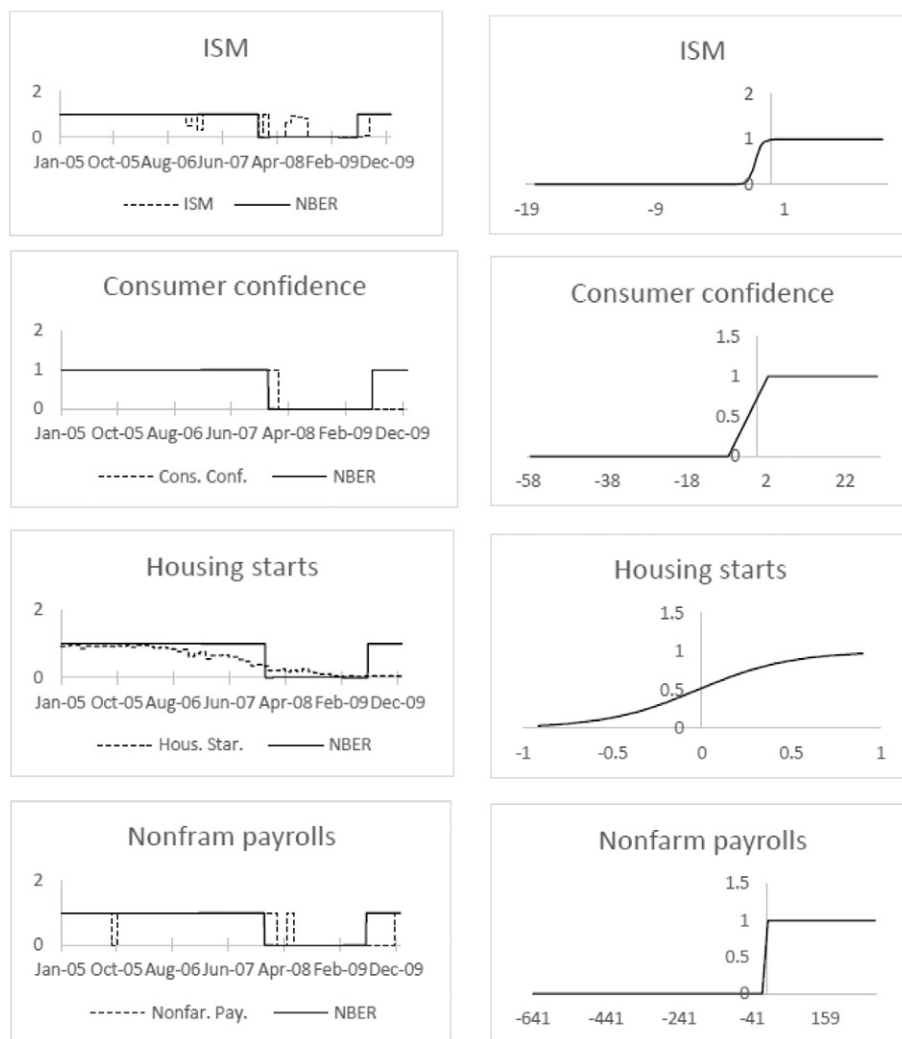 ISM
2
1
0
Jan-05 Oct-05 Aug-06 Jun-07 Apr-08 Feb-09 Dec-09
ISM NBER
ISM
2
1
0
-19 -9 1
Consumer confidence
2
1
0
Jan-05 Oct-05 Aug-06 Jun-07 Apr-08 Feb-09 Dec-09
Cons. Conf. NBER
Consumer confidence
1.5
1
0.5
0
-58 -38 -18 2 22
Housing starts
2
1
0
Jan-05 Oct-05 Aug-06 Jun-07 Apr-08 Feb-09 Dec-09
Hous. Star. NBER
Housing starts
1.5
1
0.5
0
-1 -0.5 0 0.5 1
Nonfram payrolls
2
1
0
Jan-05 Oct-05 Aug-06 Jun-07 Apr-08 Feb-09 Dec-09
Nonfar. Pay. NBER
Nonfarm payrolls
1.5
1
0.5
0
-641 -441 -241 -41 159